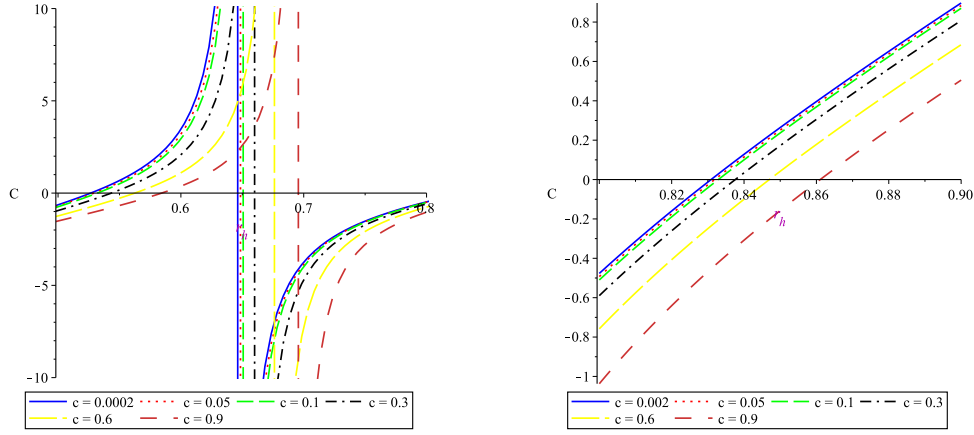 10
5
C
0
0.6
0.7
0.8
r_h
-5
-10
c = 0.0002 c = 0.05 c = 0.1 c = 0.3
c = 0.6 c = 0.9
0.8
0.6
0.4
0.2
C
0
0.82
0.84
0.86
0.88
0.90
r_h
-0.2
-0.4
-0.6
-0.8
-1
c = 0.002 c = 0.05 c = 0.1 c = 0.3
c = 0.6 c = 0.9